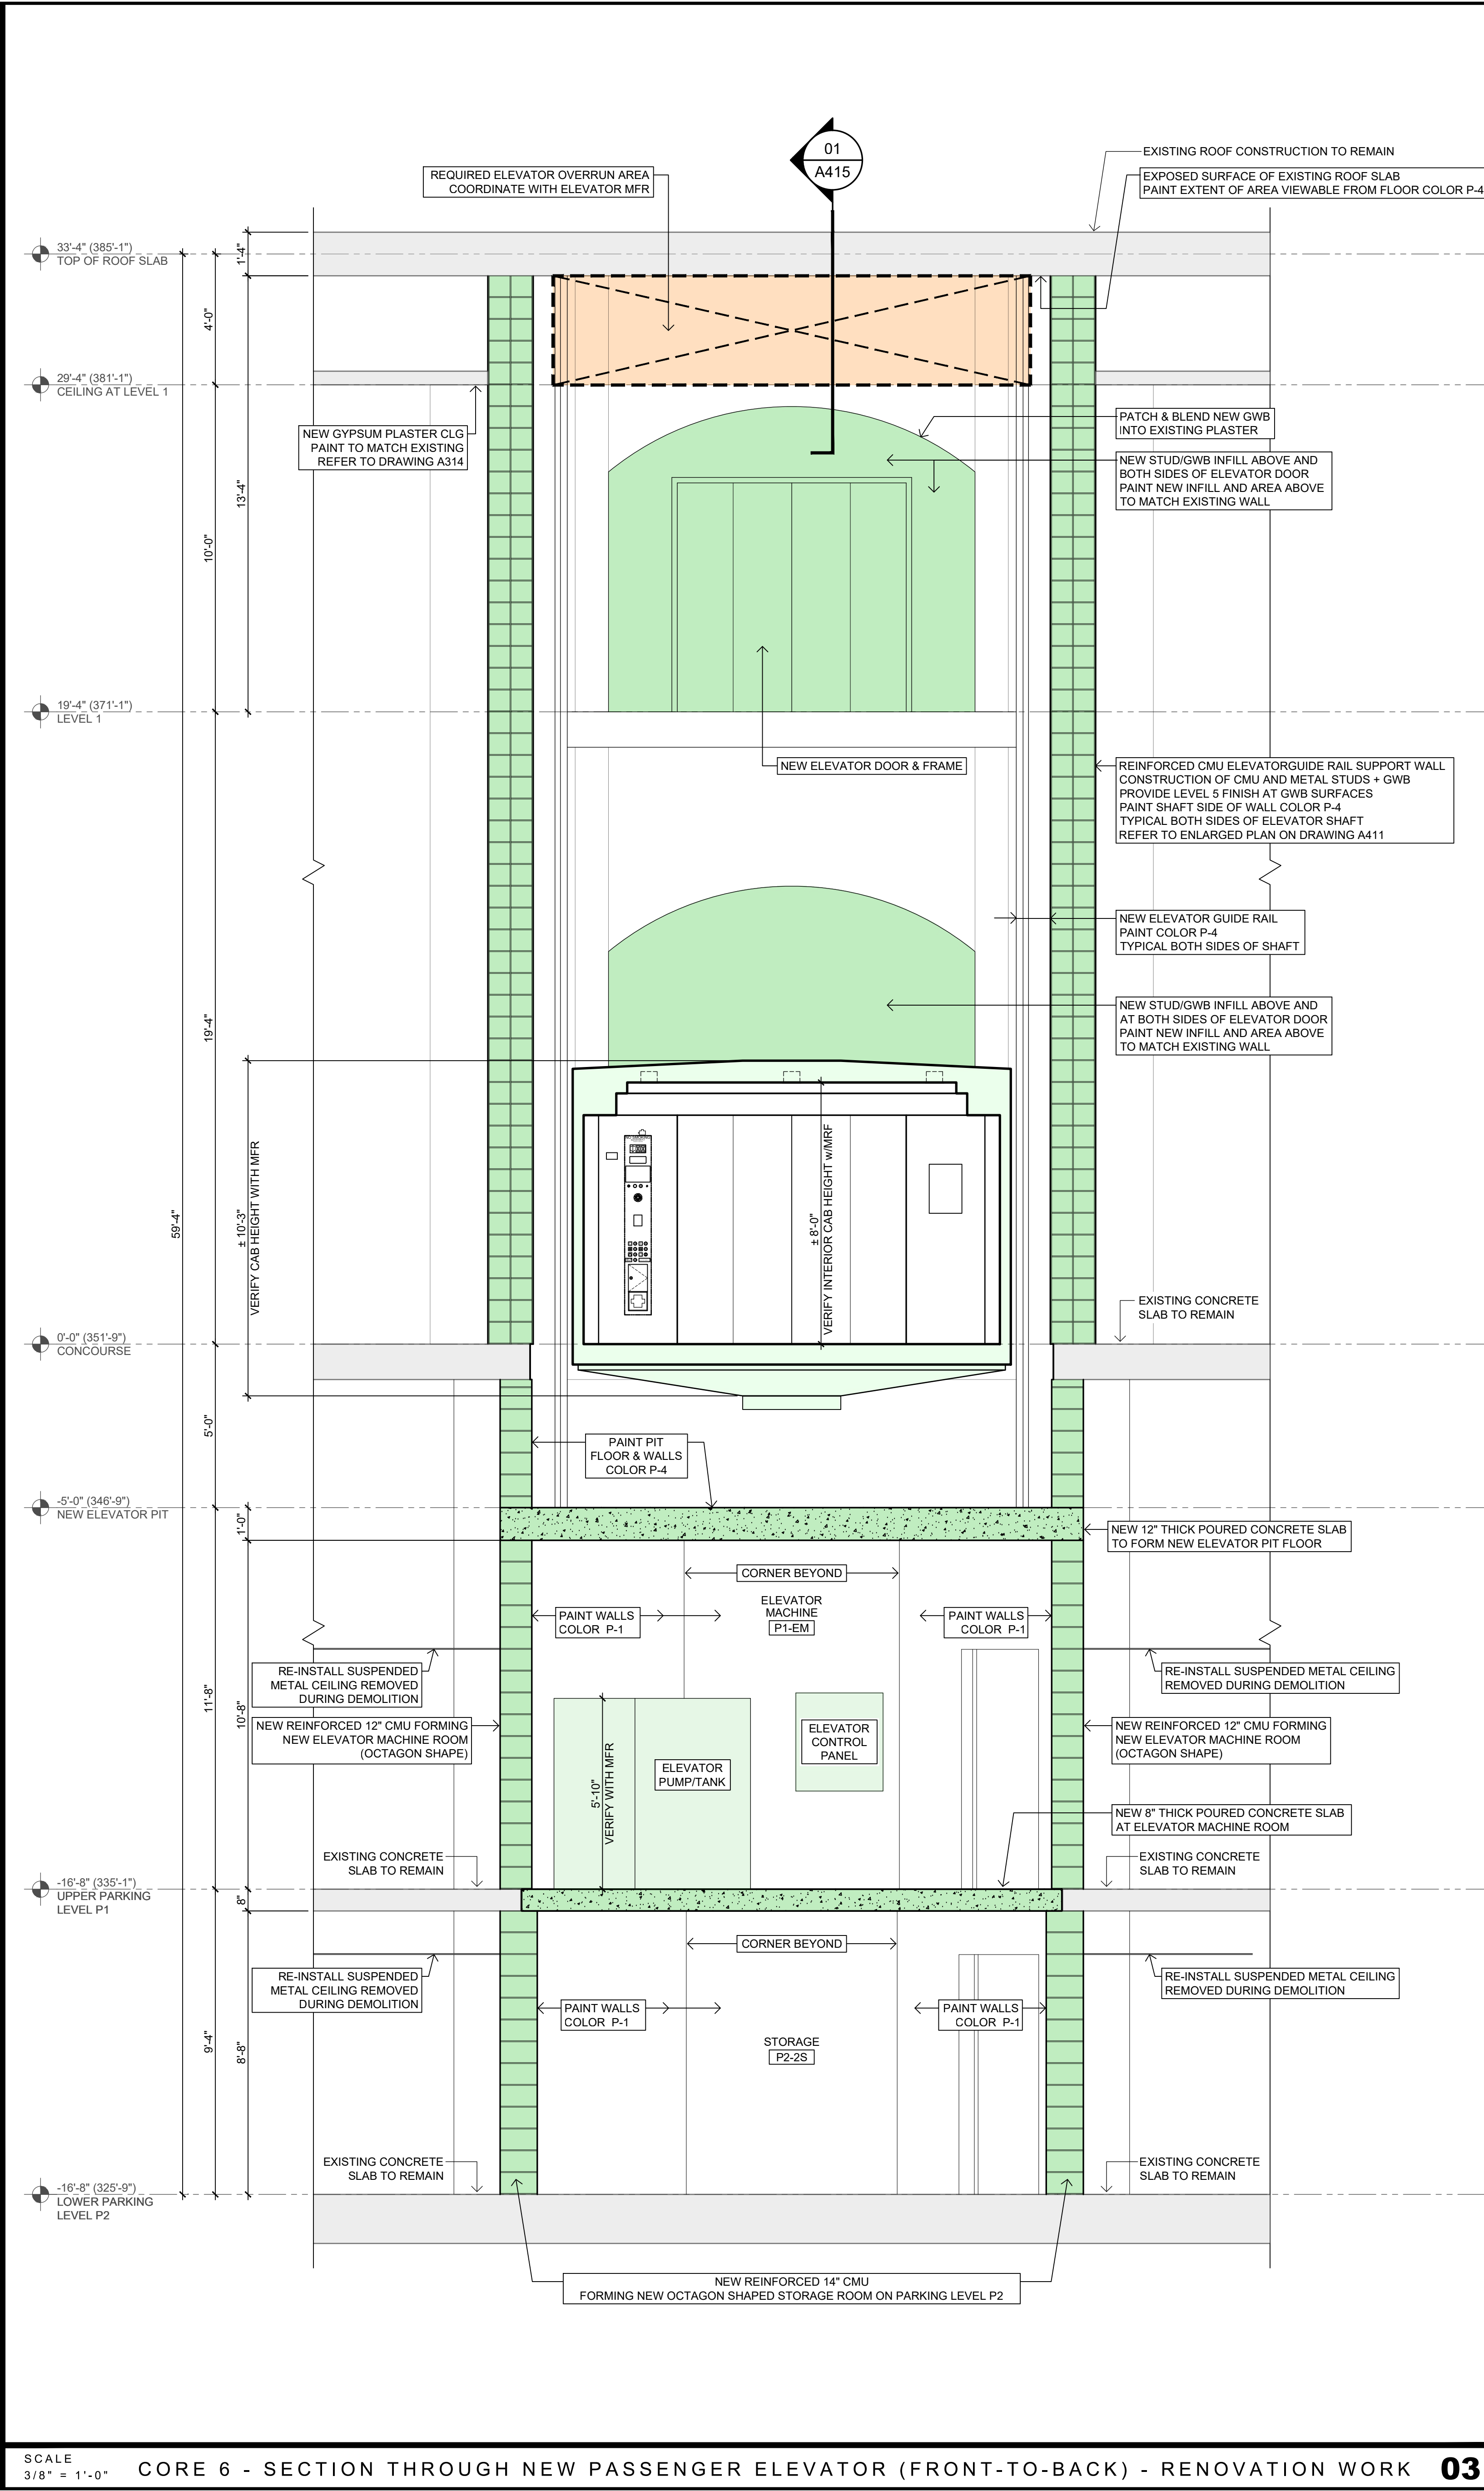 01
A415
REQUIRED ELEVATOR OVERRUN AREA
COORDINATE WITH ELEVATOR MFR
EXISTING ROOF CONSTRUCTION TO REMAIN
EXPOSED SURFACE OF EXISTING ROOF SLAB
PAINT EXTENT OF AREA VIEWABLE FROM FLOOR COLOR P-4
33'-4" (385'-1")
TOP OF ROOF SLAB
1'-4"
4'-0"
29'-4" (381'-1")
CEILING AT LEVEL 1
NEW GYPSUM PLASTER CLG
PAINT TO MATCH EXISTING
REFER TO DRAWING A314
PATCH & BLEND NEW GWB
INTO EXISTING PLASTER
NEW STUD/GWB INFILL ABOVE AND
BOTH SIDES OF ELEVATOR DOOR
PAINT NEW INFILL AND AREA ABOVE
TO MATCH EXISTING WALL
13'-4"
10'-0"
19'-4" (371'-1")
LEVEL 1
NEW ELEVATOR DOOR & FRAME
REINFORCED CMU ELEVATORGUIDE RAIL SUPPORT WALL
CONSTRUCTION OF CMU AND METAL STUDS + GWB
PROVIDE LEVEL 5 FINISH AT GWB SURFACES
PAINT SHAFT SIDE OF WALL COLOR P-4
TYPICAL BOTH SIDES OF ELEVATOR SHAFT
REFER TO ENLARGED PLAN ON DRAWING A411
NEW ELEVATOR GUIDE RAIL
PAINT COLOR P-4
TYPICAL BOTH SIDES OF SHAFT
NEW STUD/GWB INFILL ABOVE AND
AT BOTH SIDES OF ELEVATOR DOOR
PAINT NEW INFILL AND AREA ABOVE
TO MATCH EXISTING WALL
19'-4"
59'-4"
± 10'-3"
VERIFY CAB HEIGHT WITH MFR
± 8'-0"
VERIFY INTERIOR CAB HEIGHT w/MRF
EXISTING CONCRETE
SLAB TO REMAIN
0'-0" (351'-9")
CONCOURSE
5'-0"
PAINT PIT
FLOOR & WALLS
COLOR P-4
-5'-0" (346'-9")
NEW ELEVATOR PIT
1'-0"
NEW 12" THICK POURED CONCRETE SLAB
TO FORM NEW ELEVATOR PIT FLOOR
CORNER BEYOND
ELEVATOR
MACHINE
P1-EM
PAINT WALLS
COLOR P-1
PAINT WALLS
COLOR P-1
RE-INSTALL SUSPENDED
METAL CEILING REMOVED
DURING DEMOLITION
RE-INSTALL SUSPENDED METAL CEILING
REMOVED DURING DEMOLITION
11'-8"
10'-8"
NEW REINFORCED 12" CMU FORMING
NEW ELEVATOR MACHINE ROOM
(OCTAGON SHAPE)
NEW REINFORCED 12" CMU FORMING
NEW ELEVATOR MACHINE ROOM
(OCTAGON SHAPE)
ELEVATOR
CONTROL
PANEL
ELEVATOR
PUMP/TANK
5'-10"
VERIFY WITH MFR
NEW 8" THICK POURED CONCRETE SLAB
AT ELEVATOR MACHINE ROOM
EXISTING CONCRETE
SLAB TO REMAIN
EXISTING CONCRETE
SLAB TO REMAIN
-16'-8" (335'-1")
UPPER PARKING
LEVEL P1
8"
CORNER BEYOND
RE-INSTALL SUSPENDED
METAL CEILING REMOVED
DURING DEMOLITION
RE-INSTALL SUSPENDED METAL CEILING
REMOVED DURING DEMOLITION
PAINT WALLS
COLOR P-1
PAINT WALLS
COLOR P-1
STORAGE
P2-2S
9'-4"
8'-8"
EXISTING CONCRETE
SLAB TO REMAIN
EXISTING CONCRETE
SLAB TO REMAIN
-16'-8" (325'-9")
LOWER PARKING
LEVEL P2
NEW REINFORCED 14" CMU
FORMING NEW OCTAGON SHAPED STORAGE ROOM ON PARKING LEVEL P2
SCALE
3/8" = 1'-0"
CORE 6 - SECTION THROUGH NEW PASSENGER ELEVATOR (FRONT-TO-BACK) - RENOVATION WORK
03